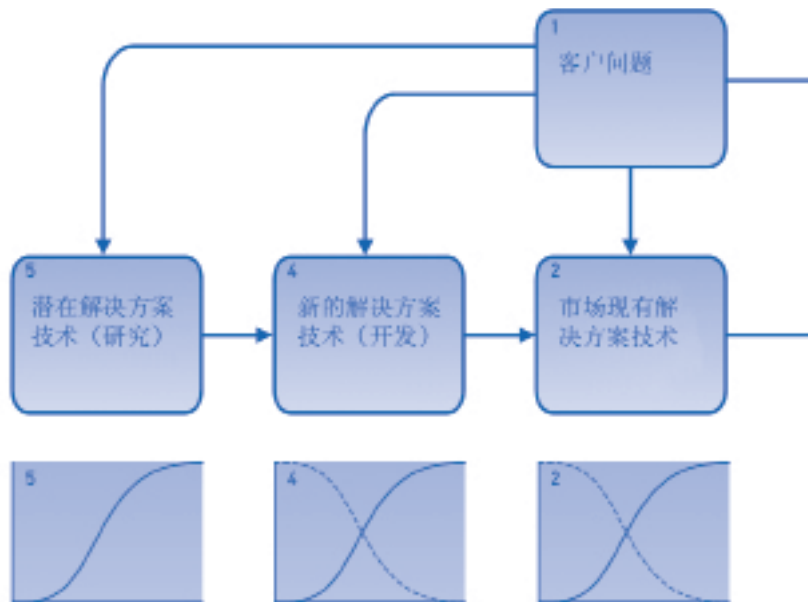 1
客户问题
5
潜在解决方案
技术（研究）
4
新的解决方案
技术（开发）
2
市场现有解
决方案技术
5
4
2